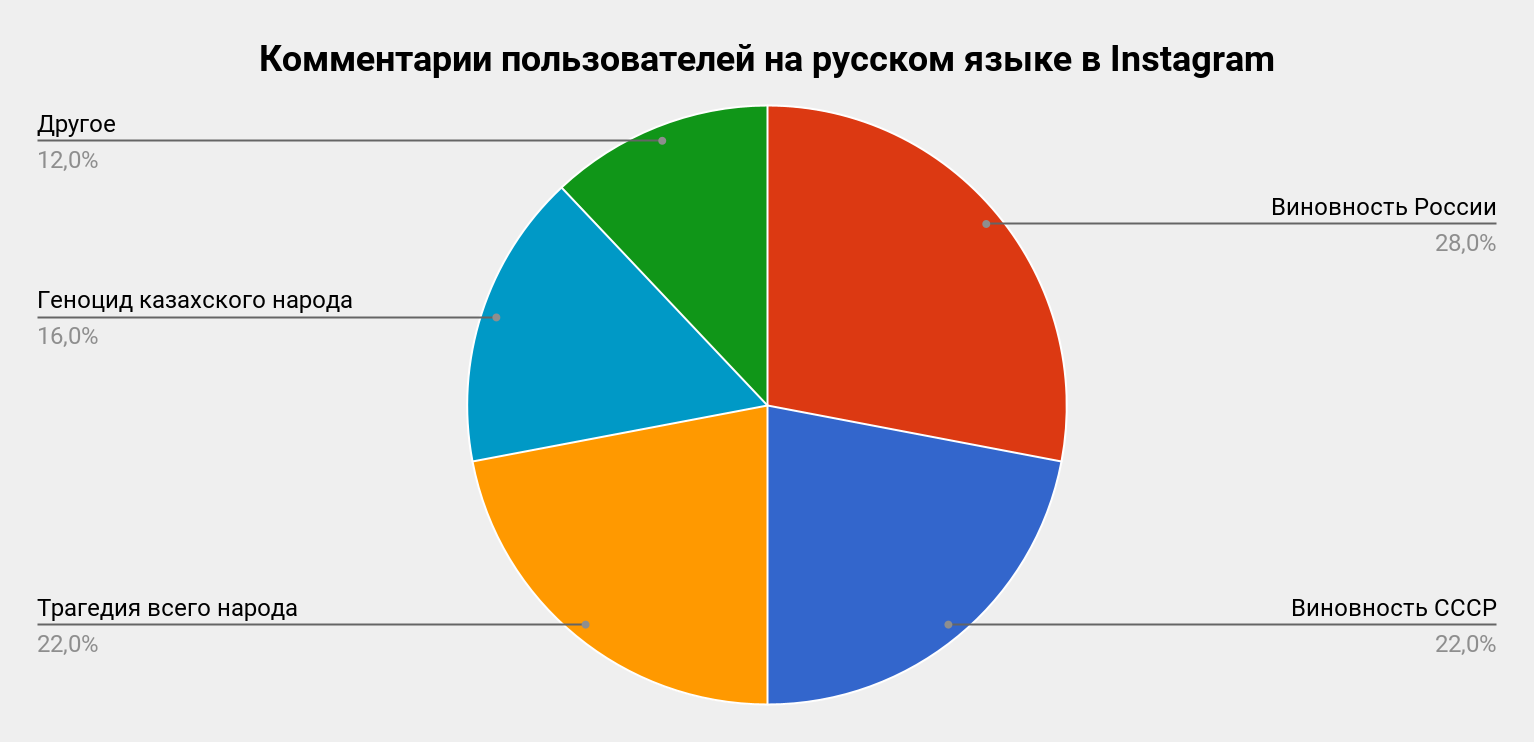 Комментарии пользователей на русском языке в Instagram
Другое
12,0%
Виновность России
28,0%
Геноцид казахского народа
16,0%
Трагедия всего народа
22,0%
Виновность СССР
22,0%